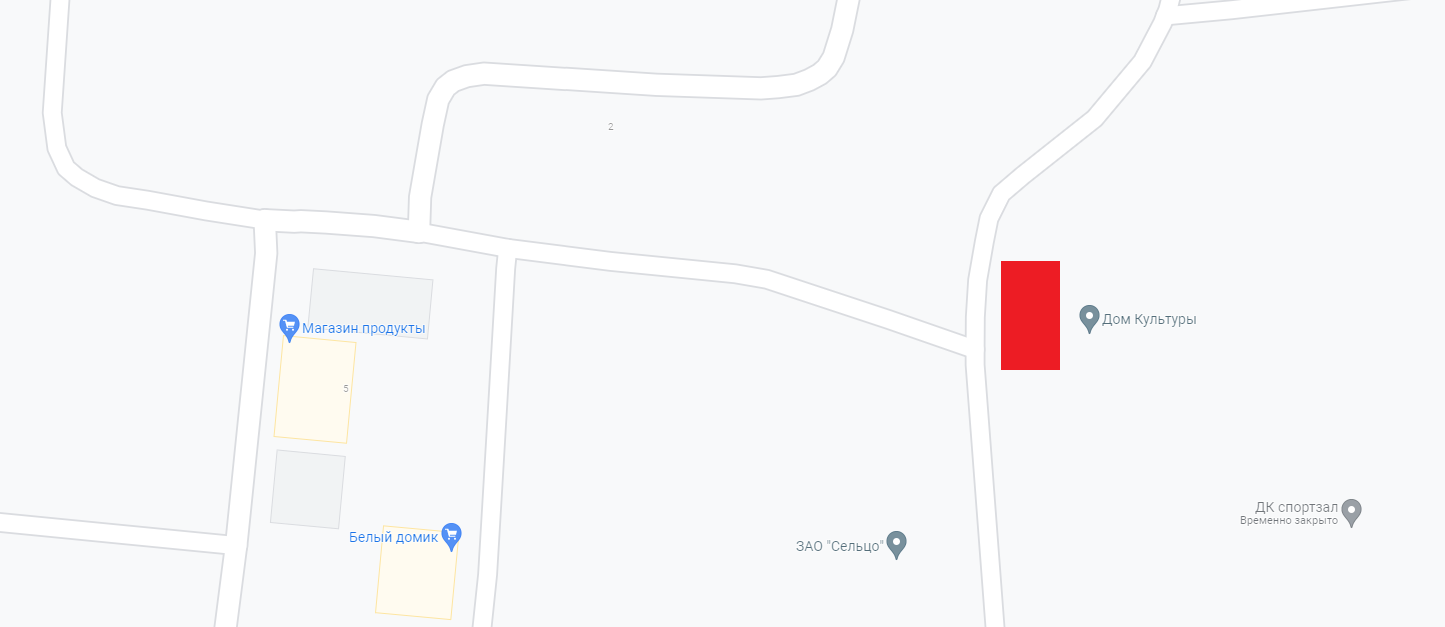 2
Дом Культуры
Магазин продукты
5
ДК спортзал
Временно закрыто
Белый домик
ЗАО "Сельцо"